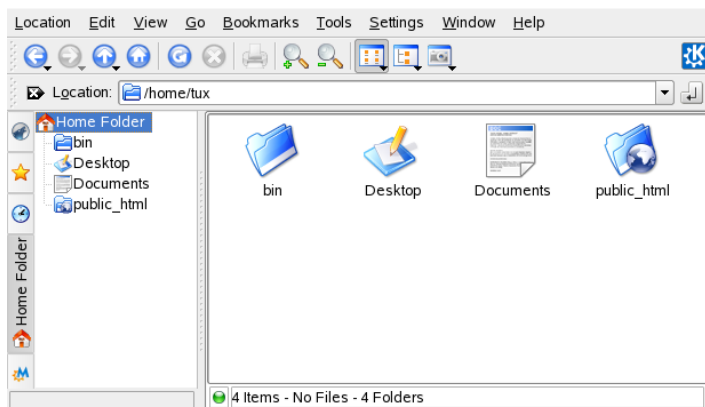 Location Edit View Go Bookmarks Tools Settings Window Help
Location: /home/tux
Home Folder
bin
Desktop
Documents
public_html
bin Desktop Documents public_html
Home Folder
4 Items - No Files - 4 Folders